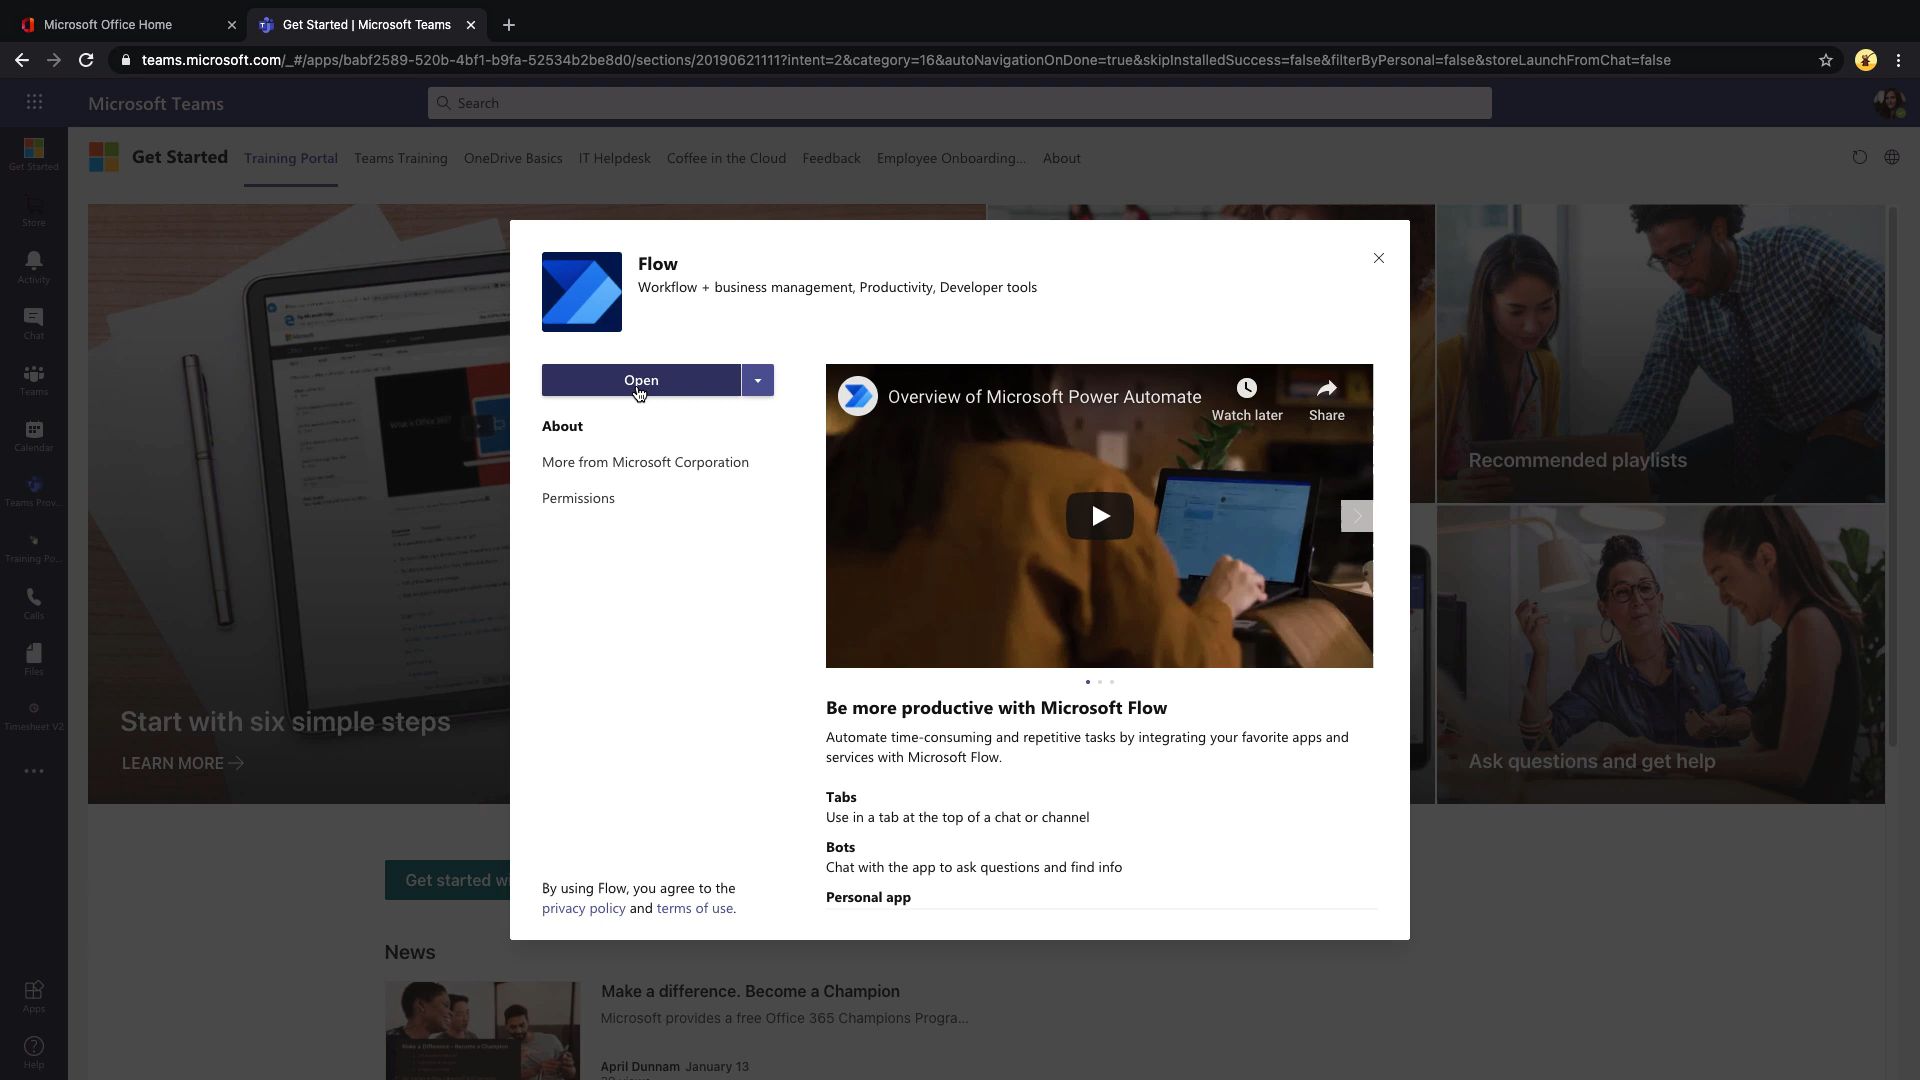 Microsoft Office Home
Get Started | Microsoft Teams
teams.microsoft.com/_#/apps/babf2589-520b-4bf1-b9fa-52534b2be8d0/sections/20190621111?intent=2&category=16&autoNavigationOnDone=true&skipInstalledSuccess=false&filterByPersonal=false&storeLaunchFromChat=false
Microsoft Teams
Search
Get Started
Training Portal
Teams Training
OneDrive Basics
IT Helpdesk
Coffee in the Cloud
Feedback
Employee Onboarding...
About
Get Started
Store
Activity
Chat
Teams
Calendar
Teams Prov...
Training Po...
Calls
Files
Timesheet V2
Apps
Help
Start with six simple steps
LEARN MORE
Recommended playlists
Ask questions and get help
Flow
Workflow + business management, Productivity, Developer tools
Open
About
More from Microsoft Corporation
Permissions
By using Flow, you agree to the
privacy policy and terms of use.
Overview of Microsoft Power Automate
Watch later
Share
Be more productive with Microsoft Flow
Automate time-consuming and repetitive tasks by integrating your favorite apps and
services with Microsoft Flow.
Tabs
Use in a tab at the top of a chat or channel
Bots
Chat with the app to ask questions and find info
Personal app
Get started w
News
Make a difference. Become a Champion
Microsoft provides a free Office 365 Champions Progra...
April Dunnam January 13